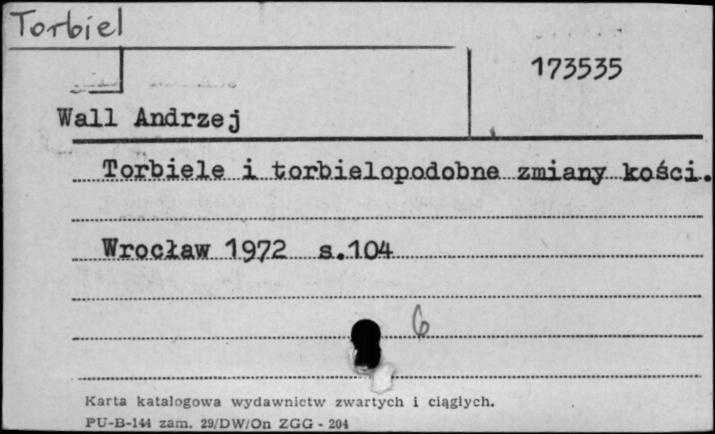 Torbiel
173535
Wall Andrzej
Torbiele i torbielopodobne zmiany kości.
Wrocław 1972 s.104
6
Karta katalogowa wydawnictw zwartych i ciągłych.
PU-B-144 zam. 29/DW/On ZGG - 204